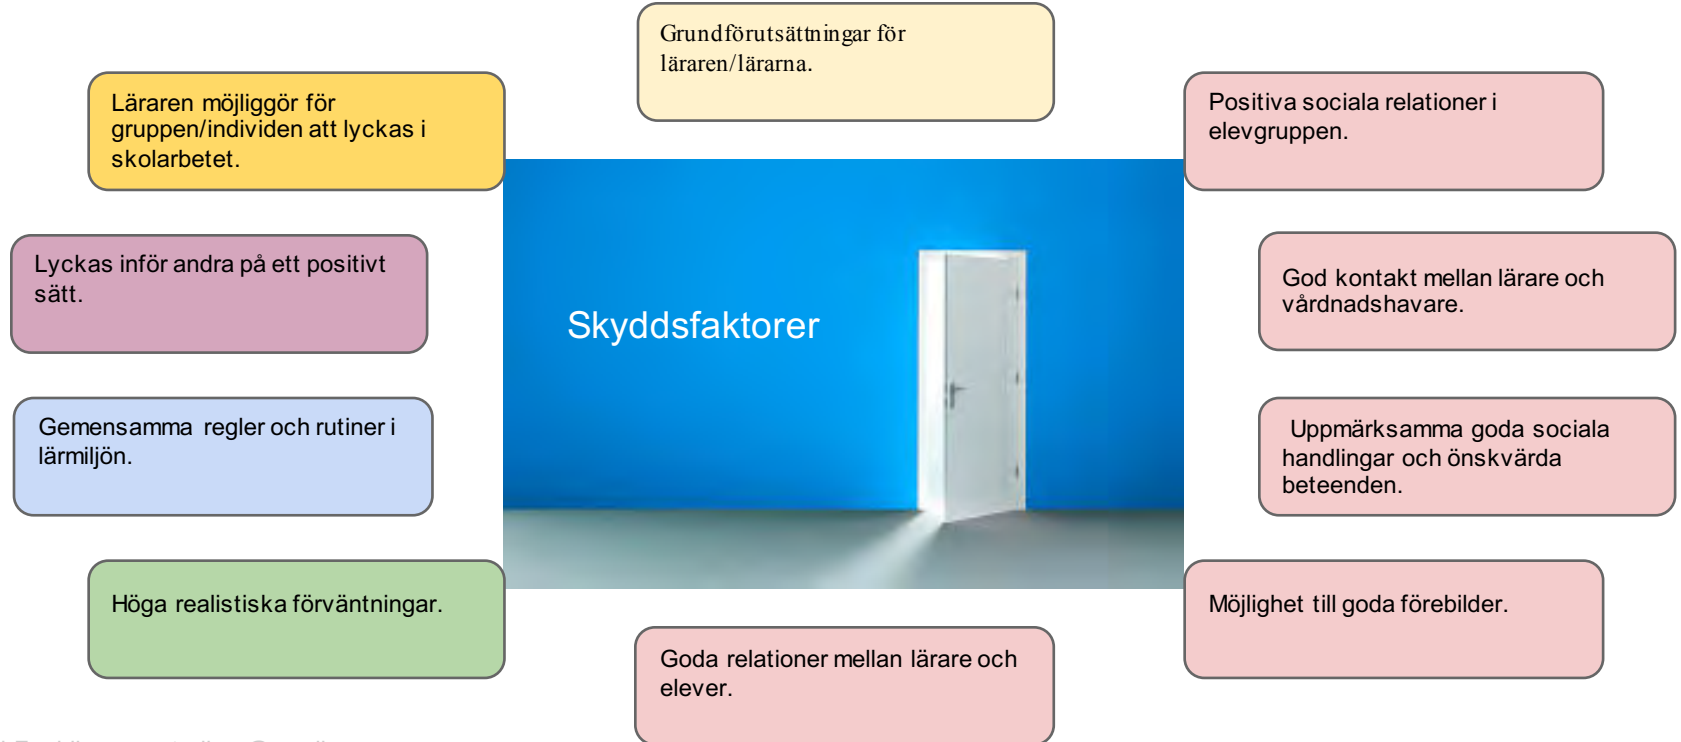 Grundförutsättningar för
läraren/lärarna.
Läraren möjliggör för
gruppen/individen att lyckas i
skolarbetet.
Positiva sociala relationer i
elevgruppen.
Lyckas inför andra på ett positivt
sätt.
God kontakt mellan lärare och
vårdnadshavare.
Skyddsfaktorer
Gemensamma regler och rutiner i
lärmiljön.
Uppmärksamma goda sociala
handlingar och önskvärda
beteenden.
Höga realistiska förväntningar.
Möjlighet till goda förebilder.
Goda relationer mellan lärare och
elever.